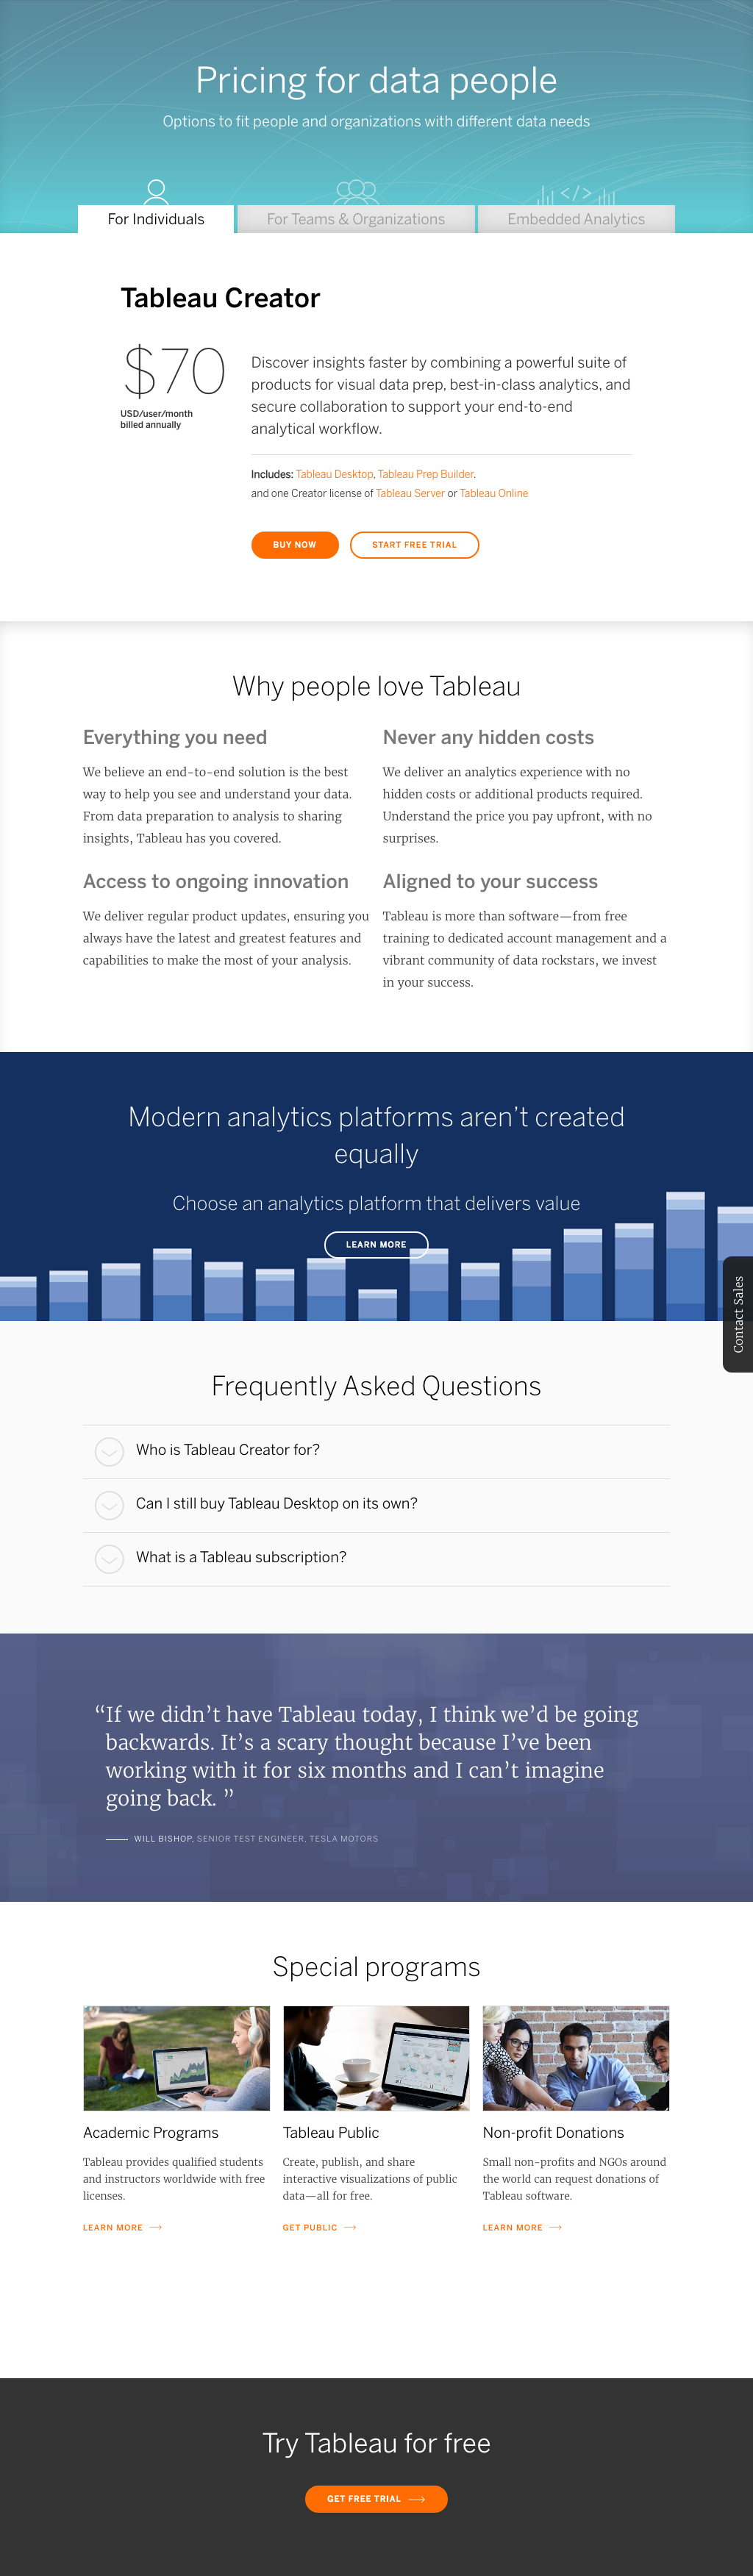 Pricing for data people
Options to fit people and organizations with different data needs
For Individuals
For Teams & Organizations
Embedded Analytics
Tableau Creator
$70
USD/user/month
billed annually
Discover insights faster by combining a powerful suite of
products for visual data prep, best-in-class analytics, and
secure collaboration to support your end-to-end
analytical workflow.
Includes: Tableau Desktop, Tableau Prep Builder,
and one Creator license of Tableau Server or Tableau Online
BUY NOW
START FREE TRIAL
Why people love Tableau
Everything you need
We believe an end-to-end solution is the best
way to help you see and understand your data.
From data preparation to analysis to sharing
insights, Tableau has you covered.
Never any hidden costs
We deliver an analytics experience with no
hidden costs or additional products required.
Understand the price you pay upfront, with no
surprises.
Access to ongoing innovation
We deliver regular product updates, ensuring you
always have the latest and greatest features and
capabilities to make the most of your analysis.
Aligned to your success
Tableau is more than software—from free
training to dedicated account management and a
vibrant community of data rockstars, we invest
in your success.
Modern analytics platforms aren’t created
equally
Choose an analytics platform that delivers value
LEARN MORE
Contact Sales
Frequently Asked Questions
Who is Tableau Creator for?
Can I still buy Tableau Desktop on its own?
What is a Tableau subscription?
“If we didn’t have Tableau today, I think we’d be going
backwards. It’s a scary thought because I’ve been
working with it for six months and I can’t imagine
going back. ”
WILL BISHOP, SENIOR TEST ENGINEER, TESLA MOTORS
Special programs
Academic Programs
Tableau provides qualified students
and instructors worldwide with free
licenses.
LEARN MORE
Tableau Public
Create, publish, and share
interactive visualizations of public
data—all for free.
GET PUBLIC
Non-profit Donations
Small non-profits and NGOs around
the world can request donations of
Tableau software.
LEARN MORE
Try Tableau for free
GET FREE TRIAL